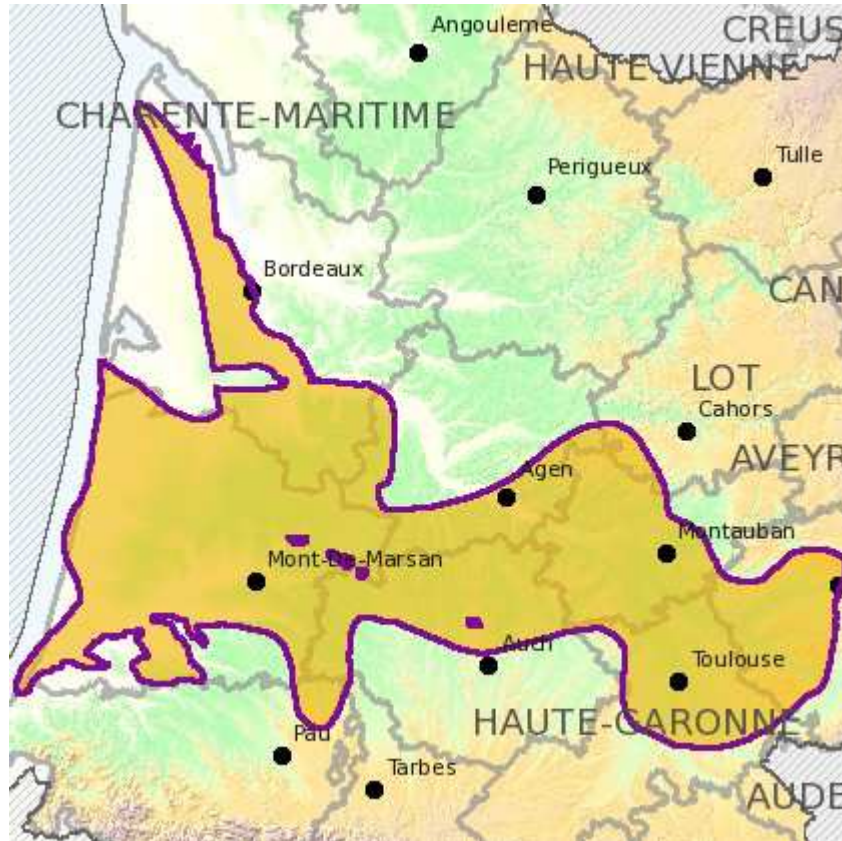 CREUS
Angouleme
HAUTE-VIENNE
CHARENTE-MARITIME
Tulle
Perigueux
Bordeaux
CAN
LOT
Cahors
AVEYR
Agen
Montauban
Mont-De-Marsan
Auch
Toulouse
HAUTE-GARONNE
Pau
Tarbes
AUDE